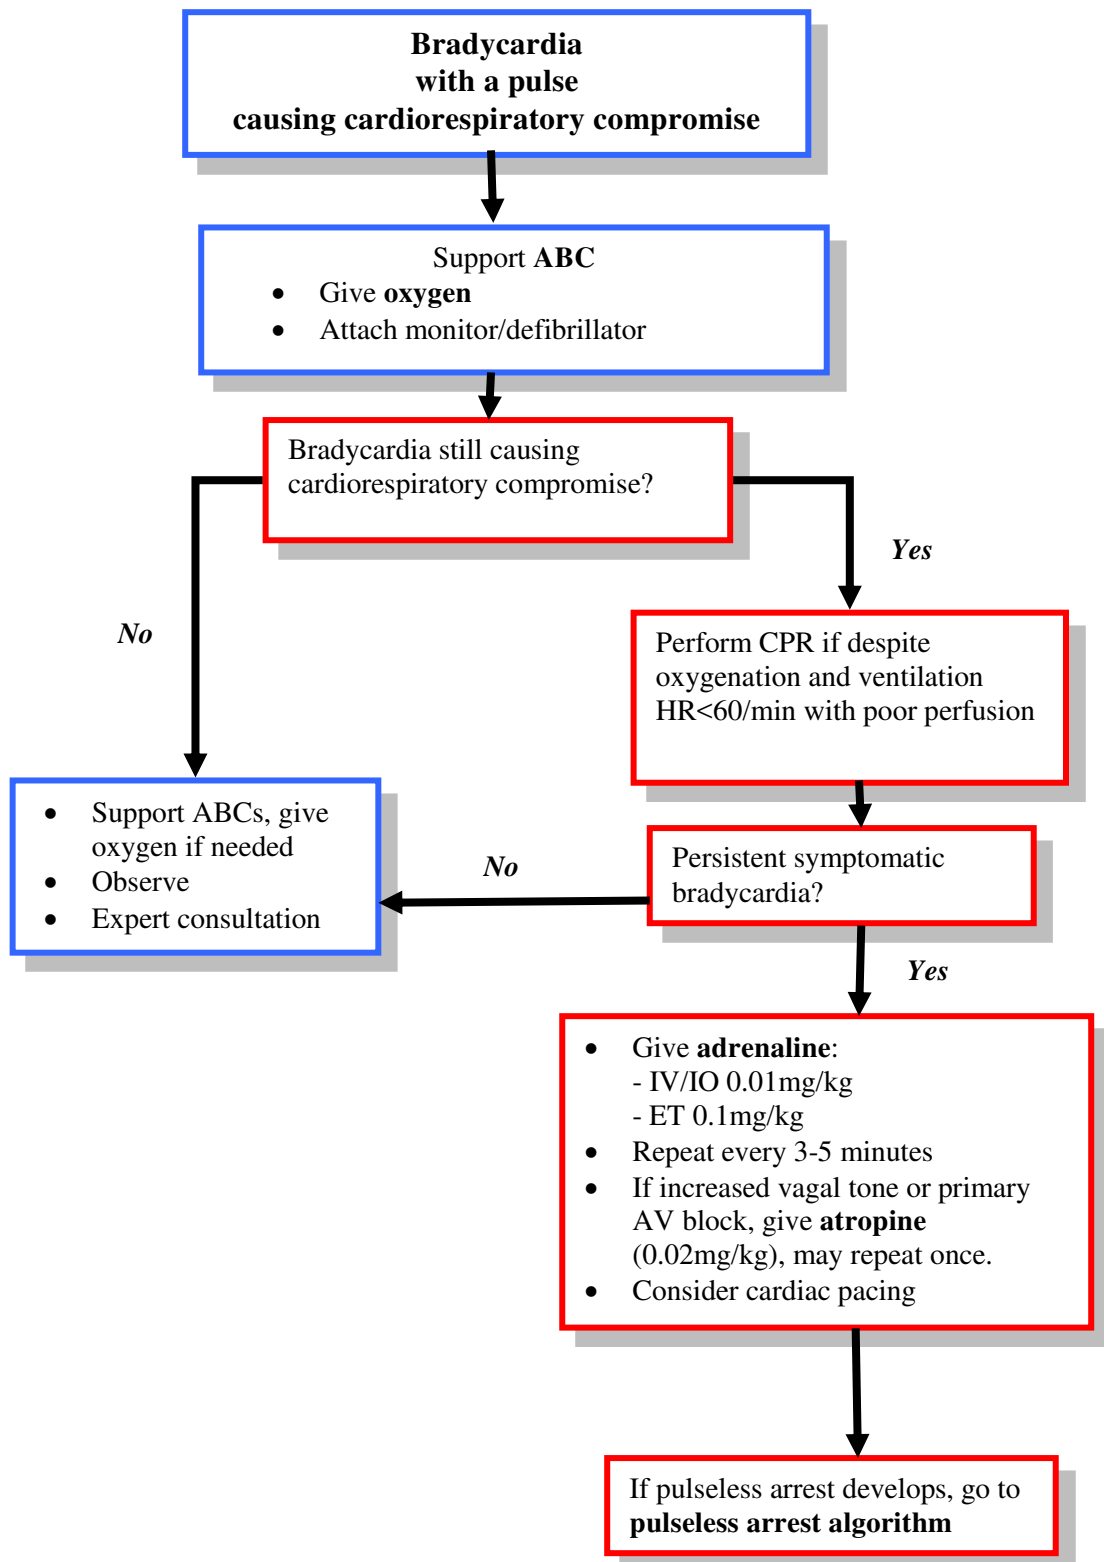 Bradycardia
with a pulse
causing cardiorespiratory compromise
Support ABC
• Give oxygen
• Attach monitor/defibrillator
Bradycardia still causing
cardiorespiratory compromise?
Yes
No
Perform CPR if despite
oxygenation and ventilation
HR<60/min with poor perfusion
• Support ABCs, give
oxygen if needed
• Observe
• Expert consultation
No
Persistent symptomatic
bradycardia?
Yes
• Give adrenaline:
- IV/IO 0.01mg/kg
- ET 0.1mg/kg
• Repeat every 3-5 minutes
• If increased vagal tone or primary
AV block, give atropine
(0.02mg/kg), may repeat once.
• Consider cardiac pacing
If pulseless arrest develops, go to
pulseless arrest algorithm